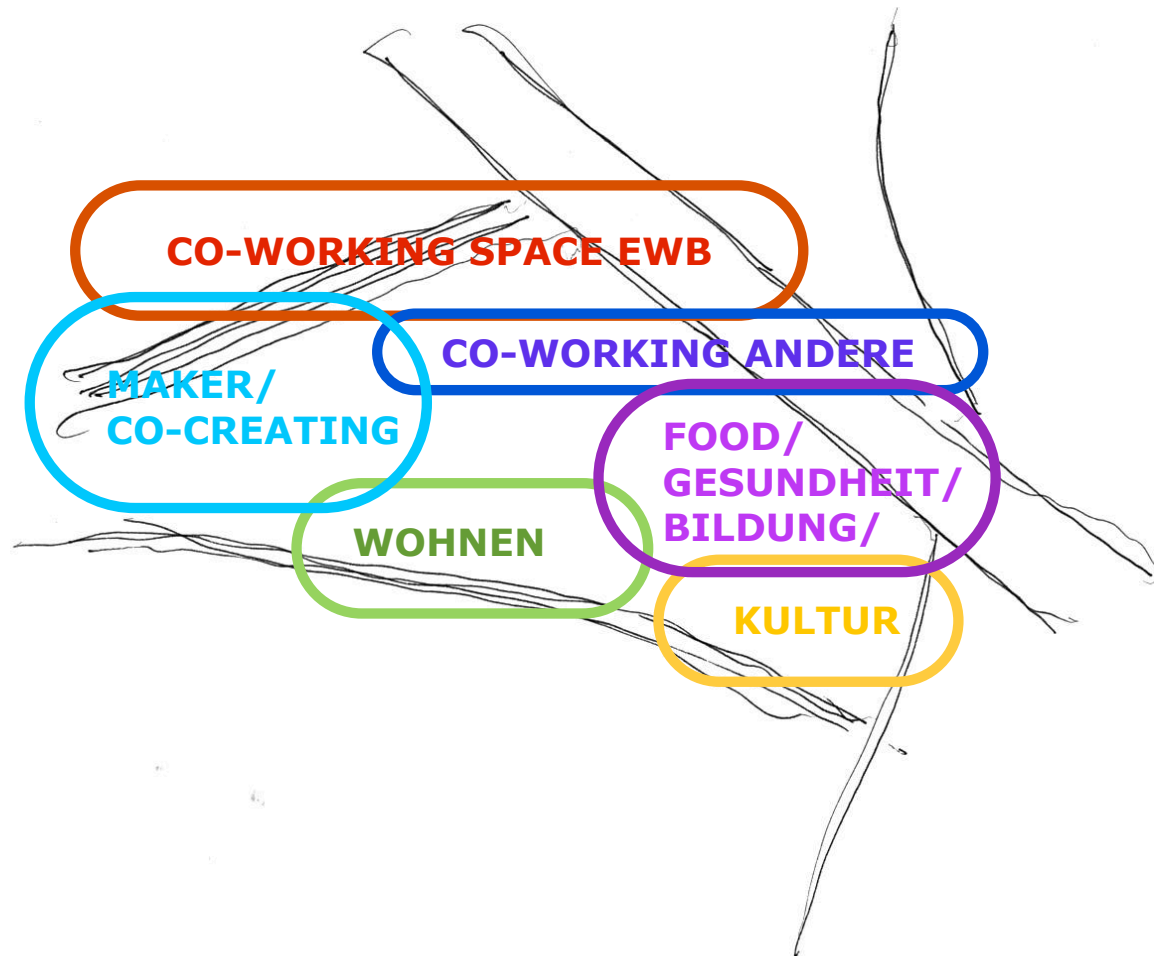 CO-WORKING SPACE EWB
CO-WORKING ANDERE
MAKER/
CO-CREATING
FOOD/
GESUNDHEIT/
BILDUNG/
WOHNEN
KULTUR